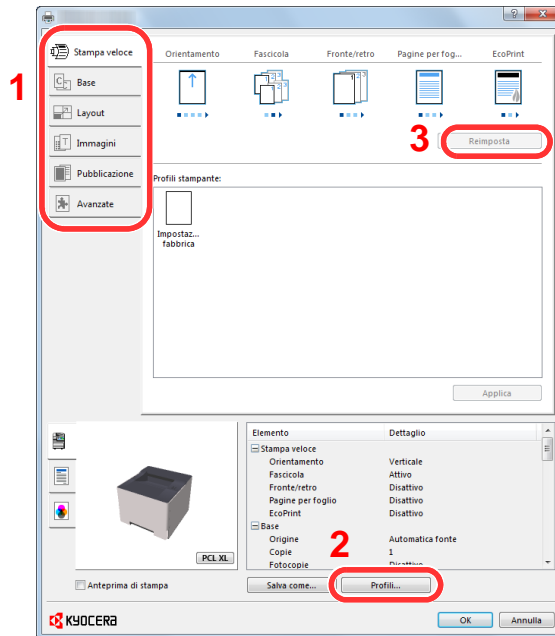 1
Stampa veloce
Base
Layout
Immagini
Pubblicazione
Avanzate
Orientamento Fascicola Fronte/retro Pagine per fog... EcoPrint
3
Reimposta
Profili stampante:
Impostaz...
fabbrica
Applica
Elemento Dettaglio
Stampa veloce
Orientamento Verticale
Fascicola Attivo
Fronte/retro Disattivo
Pagine per foglio Disattivo
EcoPrint Disattivo
Base
Origine Automatica fonte
Copie 1
Fotocopie Disattivo
PCL XL
2
Anteprima di stampa
Salva come... Profili...
KYOCERA
OK Annulla